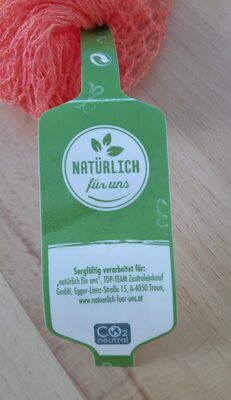 NATÜRLICH
für uns
Sorgfältig verarbeitet für:
„natürlich für uns", TOP-TEAM Zentraleinkauf
GmbH, Egger-Lienz-Straße 15, A-4050 Traun,
www.natuerlich-fuer-uns.at
CO2
neutral